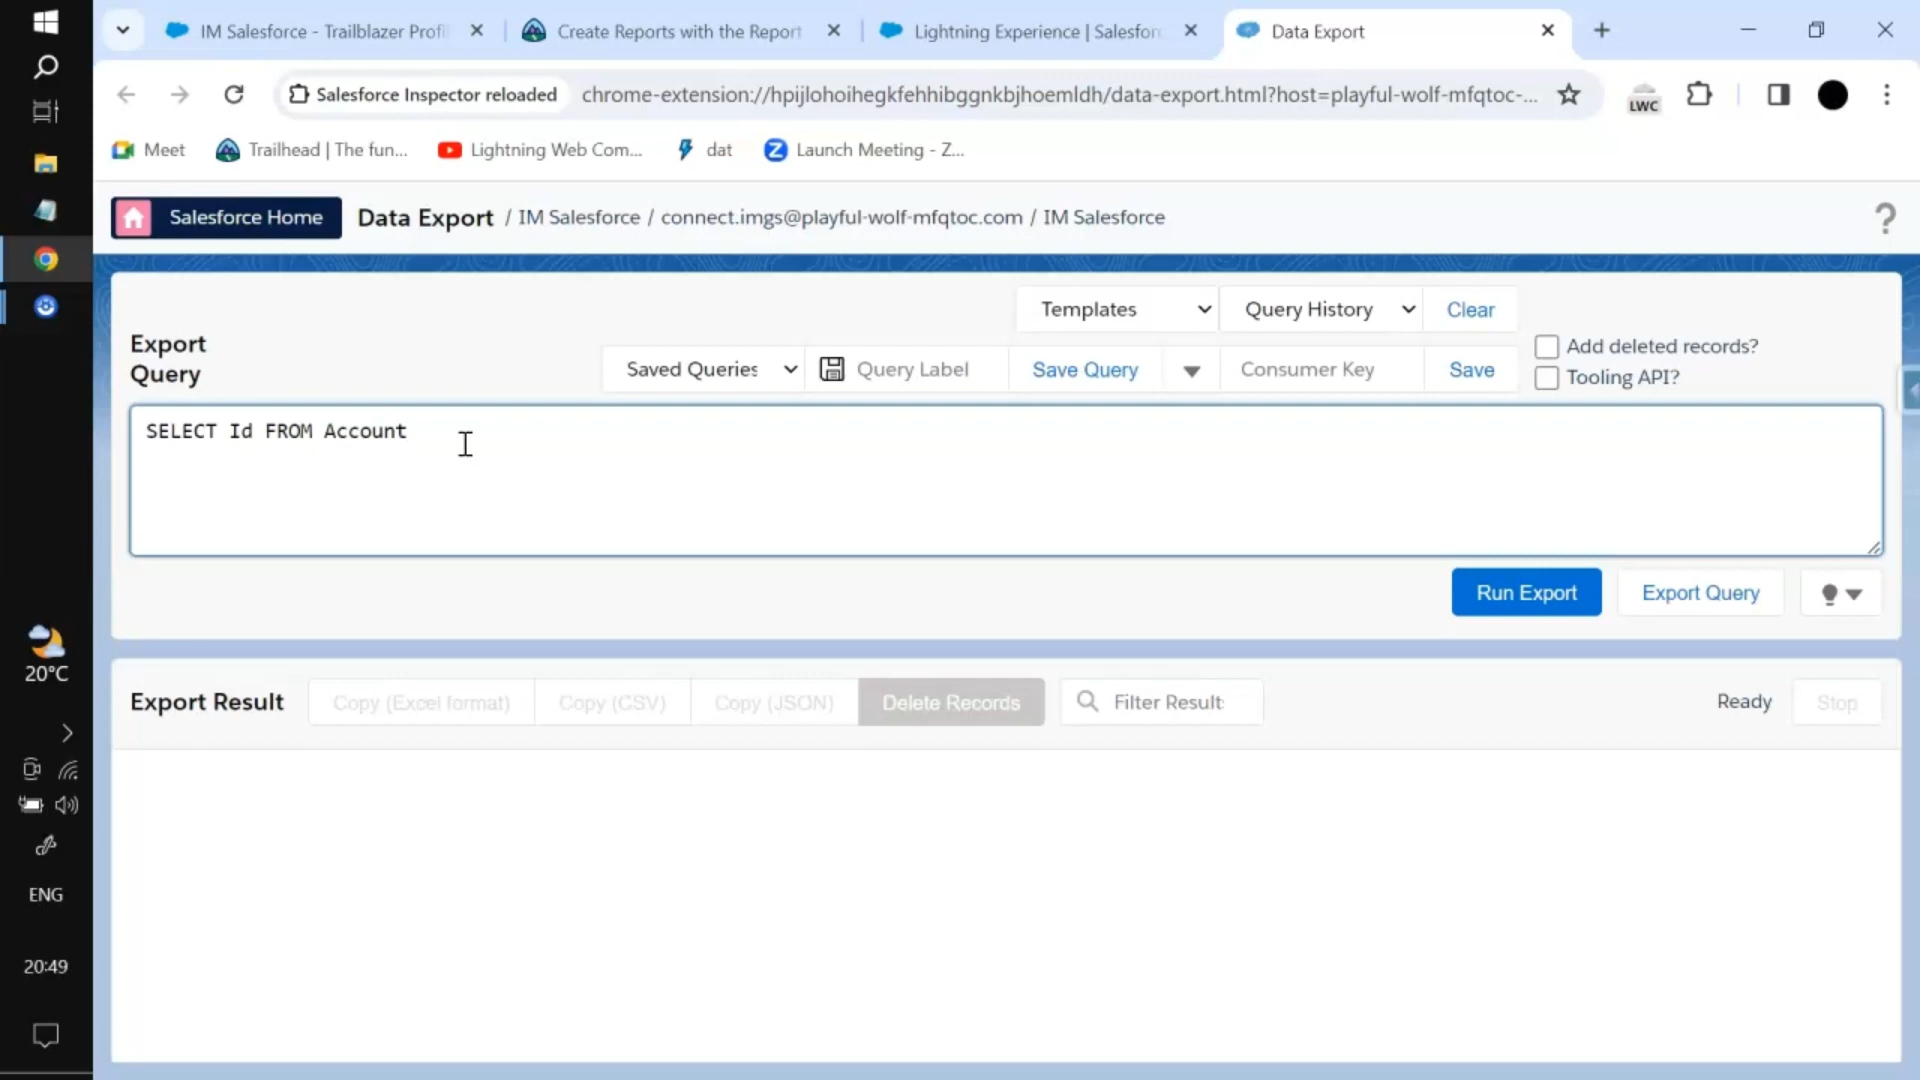 IM Salesforce - Trailblazer Profil
Create Reports with the Report
Lightning Experience | Salesforc
Data Export
Salesforce Inspector reloaded
chrome-extension://hpijlohoihegkfehhibggnkbjhoemldh/data-export.html?host=playful-wolf-mfqtoc-...
LWC
Meet
Trailhead | The fun...
Lightning Web Com...
dat
Launch Meeting - Z...
Salesforce Home
Data Export / IM Salesforce / connect.imgs@playful-wolf-mfqtoc.com / IM Salesforce
?
Templates
Query History
Clear
Export
Query
Saved Queries
Query Label
Save Query
Consumer Key
Save
Add deleted records?
Tooling API?
SELECT Id FROM Account
Run Export
Export Query
Export Result
Copy (Excel format)
Copy (CSV)
Copy (JSON)
Delete Records
Filter Result
Ready
Stop
20°C
ENG
20:49